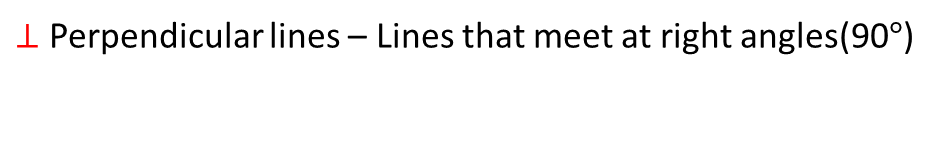 ⊥ Perpendicular lines – Lines that meet at right angles(90°)